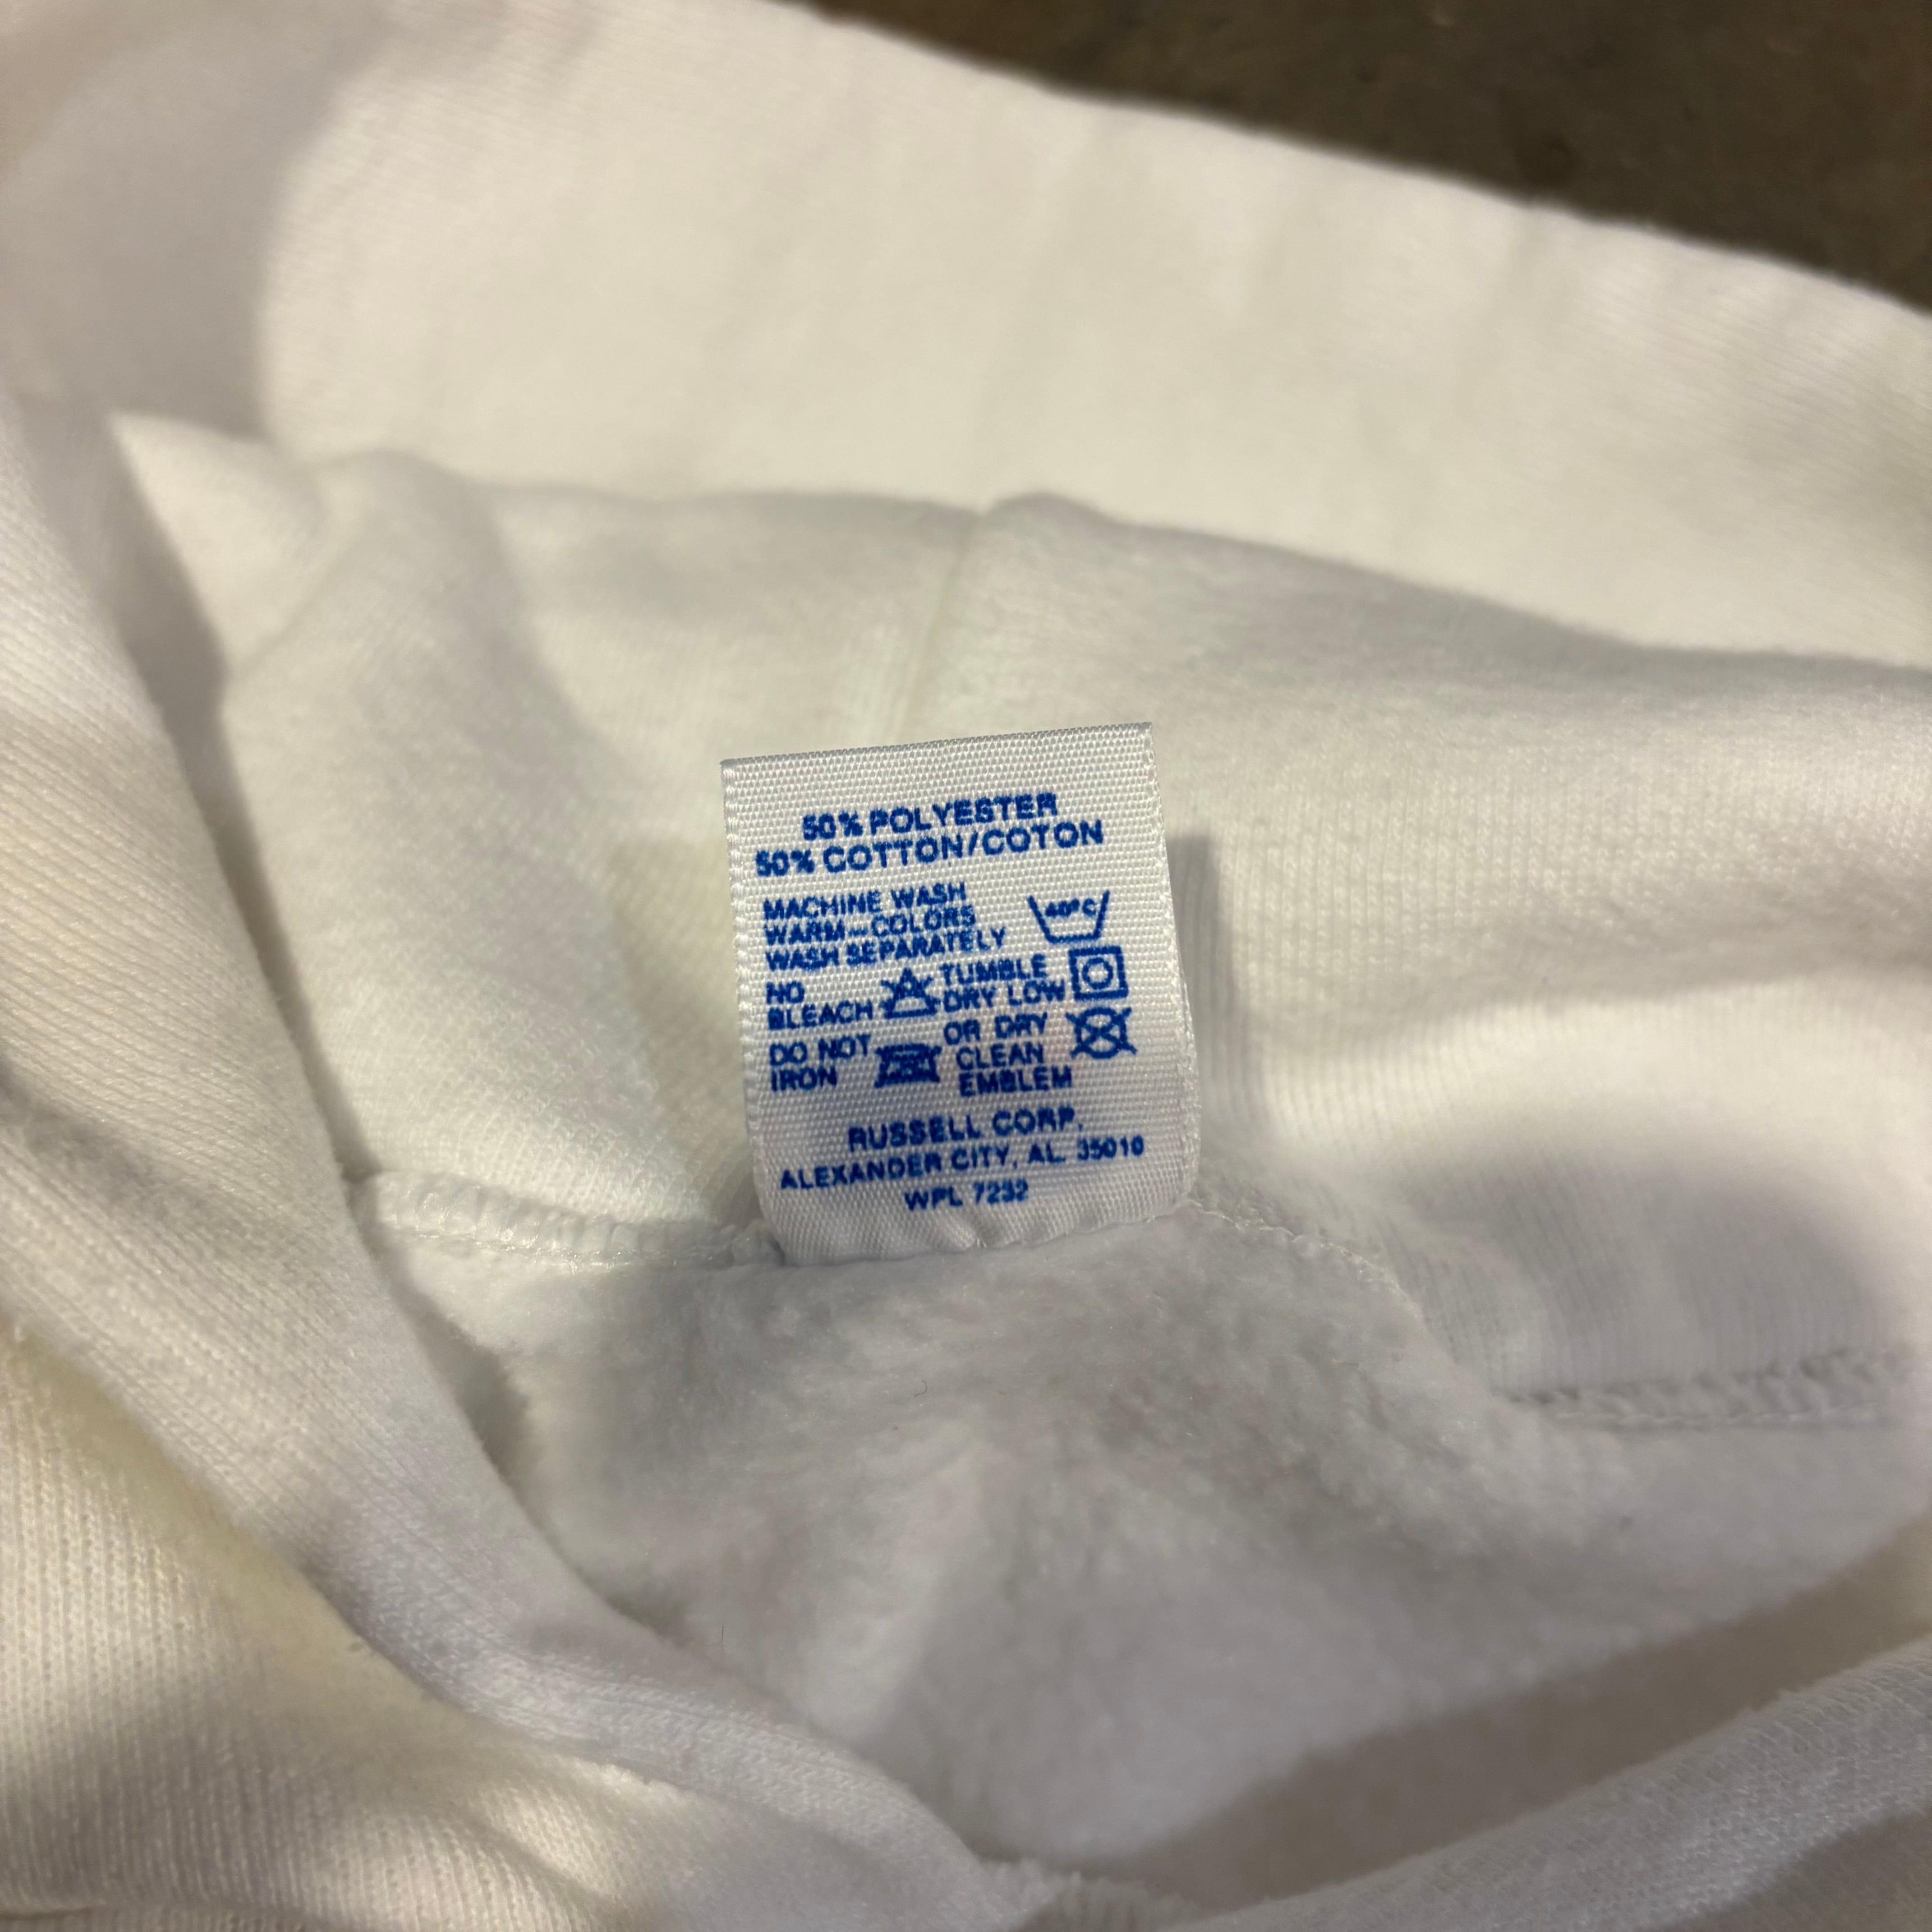 50% POLYESTER
50% COTTON/COTON
MACHINE WASH
WARM-COLORS
WASH SEPARATELY
40°C
NO
BLEACH
TUMBLE
DRY LOW
DO NOT
IRON
OR DRY
CLEAN
EMBLEM
RUSSELL CORP.
ALEXANDER CITY, AL 35010
WPL 7232